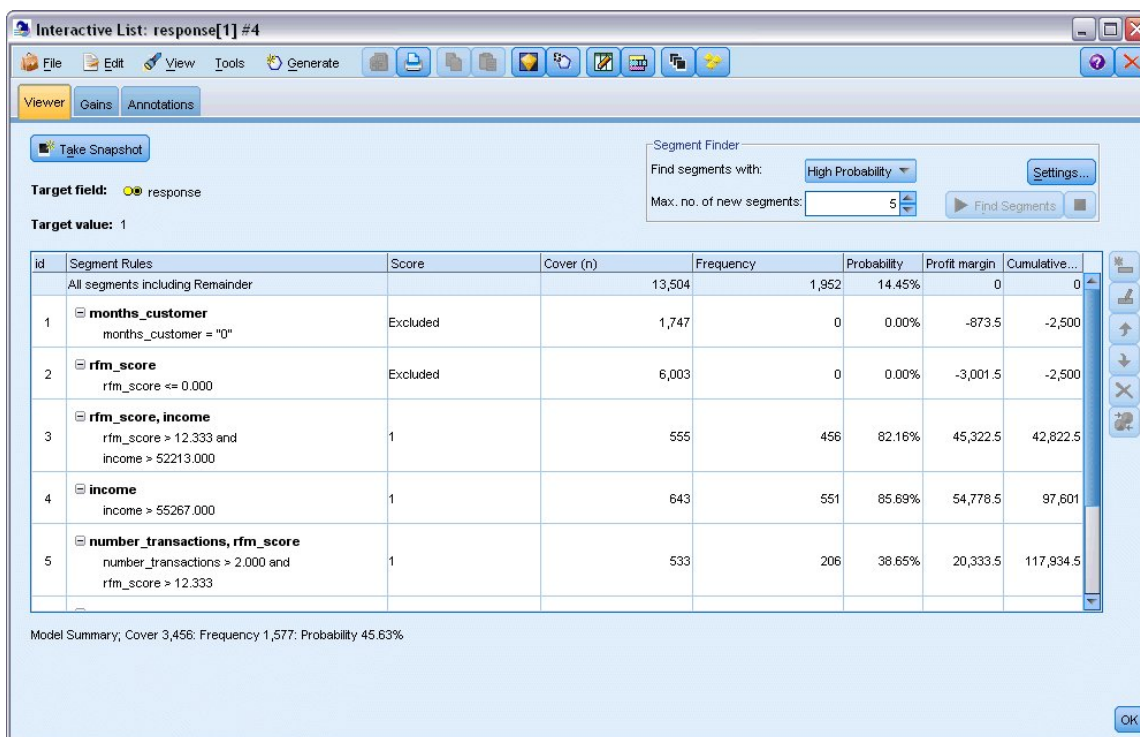 Interactive List: response[1] #4
File Edit View Tools Generate
Viewer Gains Annotations
Take Snapshot
Segment Finder
Find segments with: High Probability Settings...
Target field: response
Max. no. of new segments: 5 Find Segments
Target value: 1
id Segment Rules Score Cover (n) Frequency Probability Profit margin Cumulative...
All segments including Remainder 13,504 1,952 14.45% 0 0
1 months_customer Excluded 1,747 0 0.00% -873.5 -2,500
months_customer = "0"
2 rfm_score Excluded 6,003 0 0.00% -3,001.5 -2,500
rfm_score <= 0.000
rfm_score, income
3 rfm_score > 12.333 and 1 555 456 82.16% 45,322.5 42,822.5
income > 52213.000
4 income 1 643 551 85.69% 54,778.5 97,601
income > 55267.000
number_transactions, rfm_score
5 number_transactions > 2.000 and 1 533 206 38.65% 20,333.5 117,934.5
rfm_score > 12.333
Model Summary; Cover 3,456: Frequency 1,577: Probability 45.63%
OK